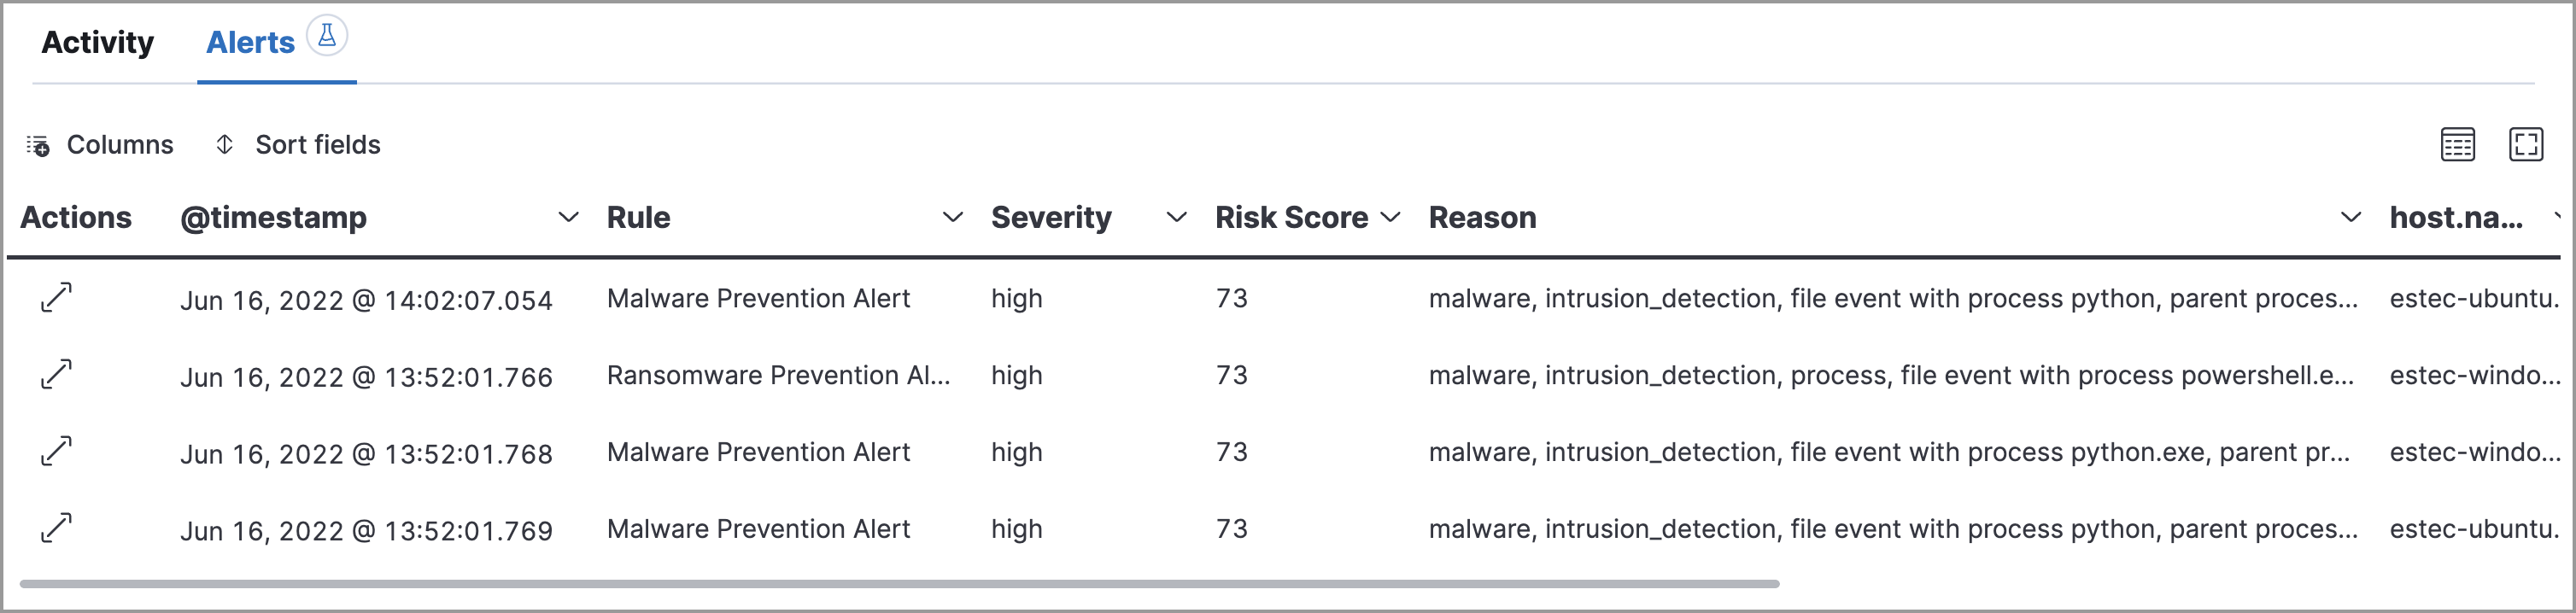 Activity Alerts
Columns Sort fields
Actions @timestamp Rule Severity Risk Score Reason host.na...
Jun 16, 2022 @ 14:02:07.054 Malware Prevention Alert high 73 malware, intrusion_detection, file event with process python, parent proces... estec-ubuntu.
Jun 16, 2022 @ 13:52:01.766 Ransomware Prevention Al... high 73 malware, intrusion_detection, process, file event with process powershell.e... estec-windo...
Jun 16, 2022 @ 13:52:01.768 Malware Prevention Alert high 73 malware, intrusion_detection, file event with process python.exe, parent pr... estec-windo...
Jun 16, 2022 @ 13:52:01.769 Malware Prevention Alert high 73 malware, intrusion_detection, file event with process python, parent proces... estec-ubuntu.